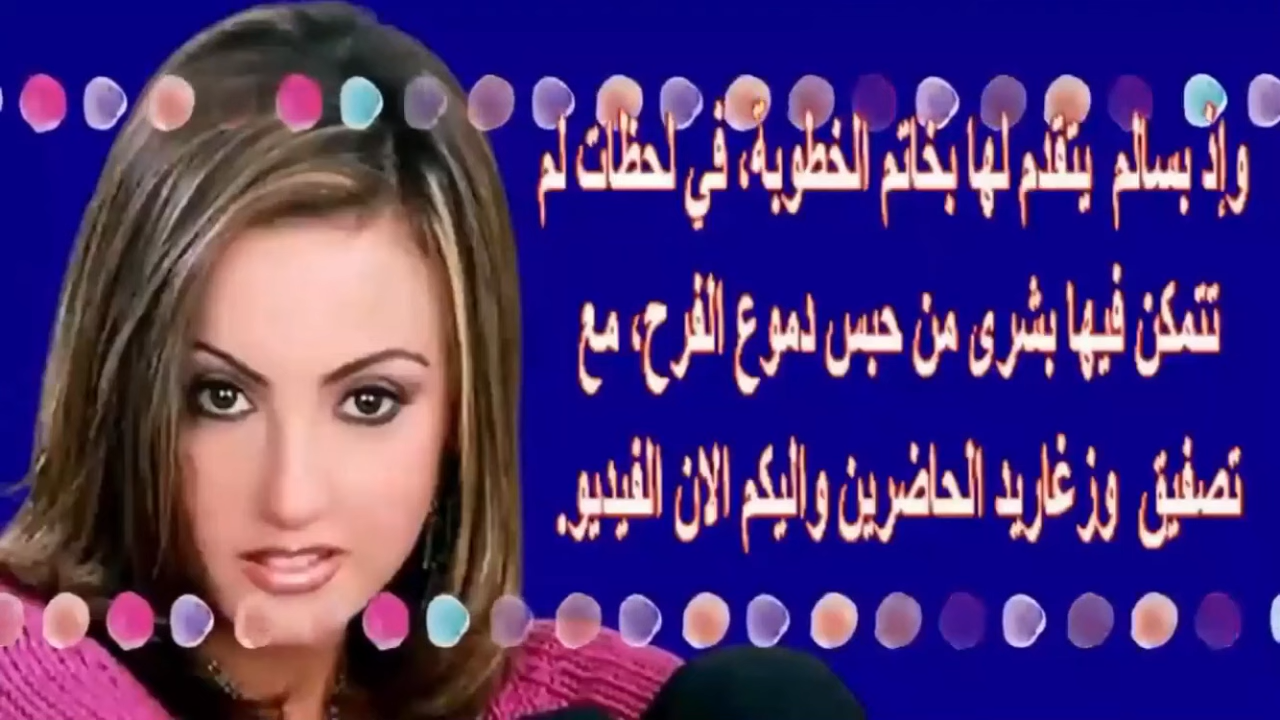 وإذ بسالم يتقدم لها بخاتم الخطوبة، في لحظات لم
تتمكن فيها بشرى من حبس دموع الفرح، مع
تصفيق وزغاريد الحاضرين واليكم الان الفيديو.